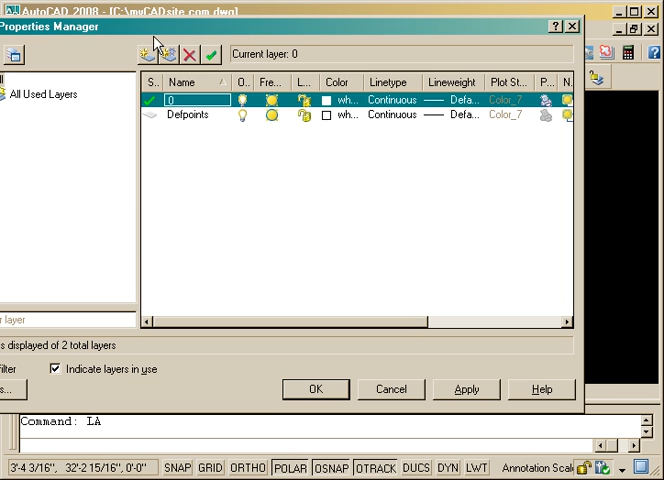 AutoCAD 2008 - [C:\myCADsite.com.dwg]
Properties Manager
Current layer: 0
All Used Layers
S.. Name O.. Fre... L... Color Linetype Lineweight Plot St... P... N.
0 wh... Continuous Defa... Color_7
Defpoints wh... Continuous Defa... Color_7
r layer
s displayed of 2 total layers
filter Indicate layers in use
s... OK Cancel Apply Help
Command: LA
3'-4 3/16", 32'-2 15/16", 0'-0" SNAP GRID ORTHO POLAR OSNAP OTRACK DUCS DYN LWT Annotation Scal